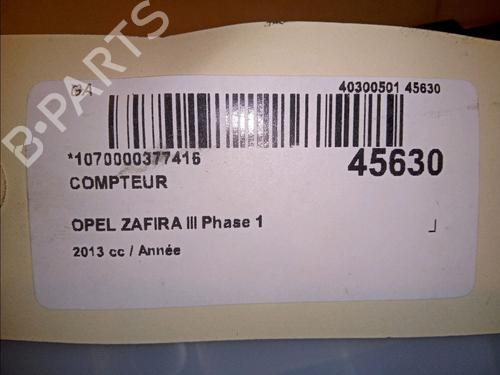 GA
40300501 45630
*1070000377416
45630
COMPTEUR
OPEL ZAFIRA III Phase 1
2013 cc / Année
B-PARTS